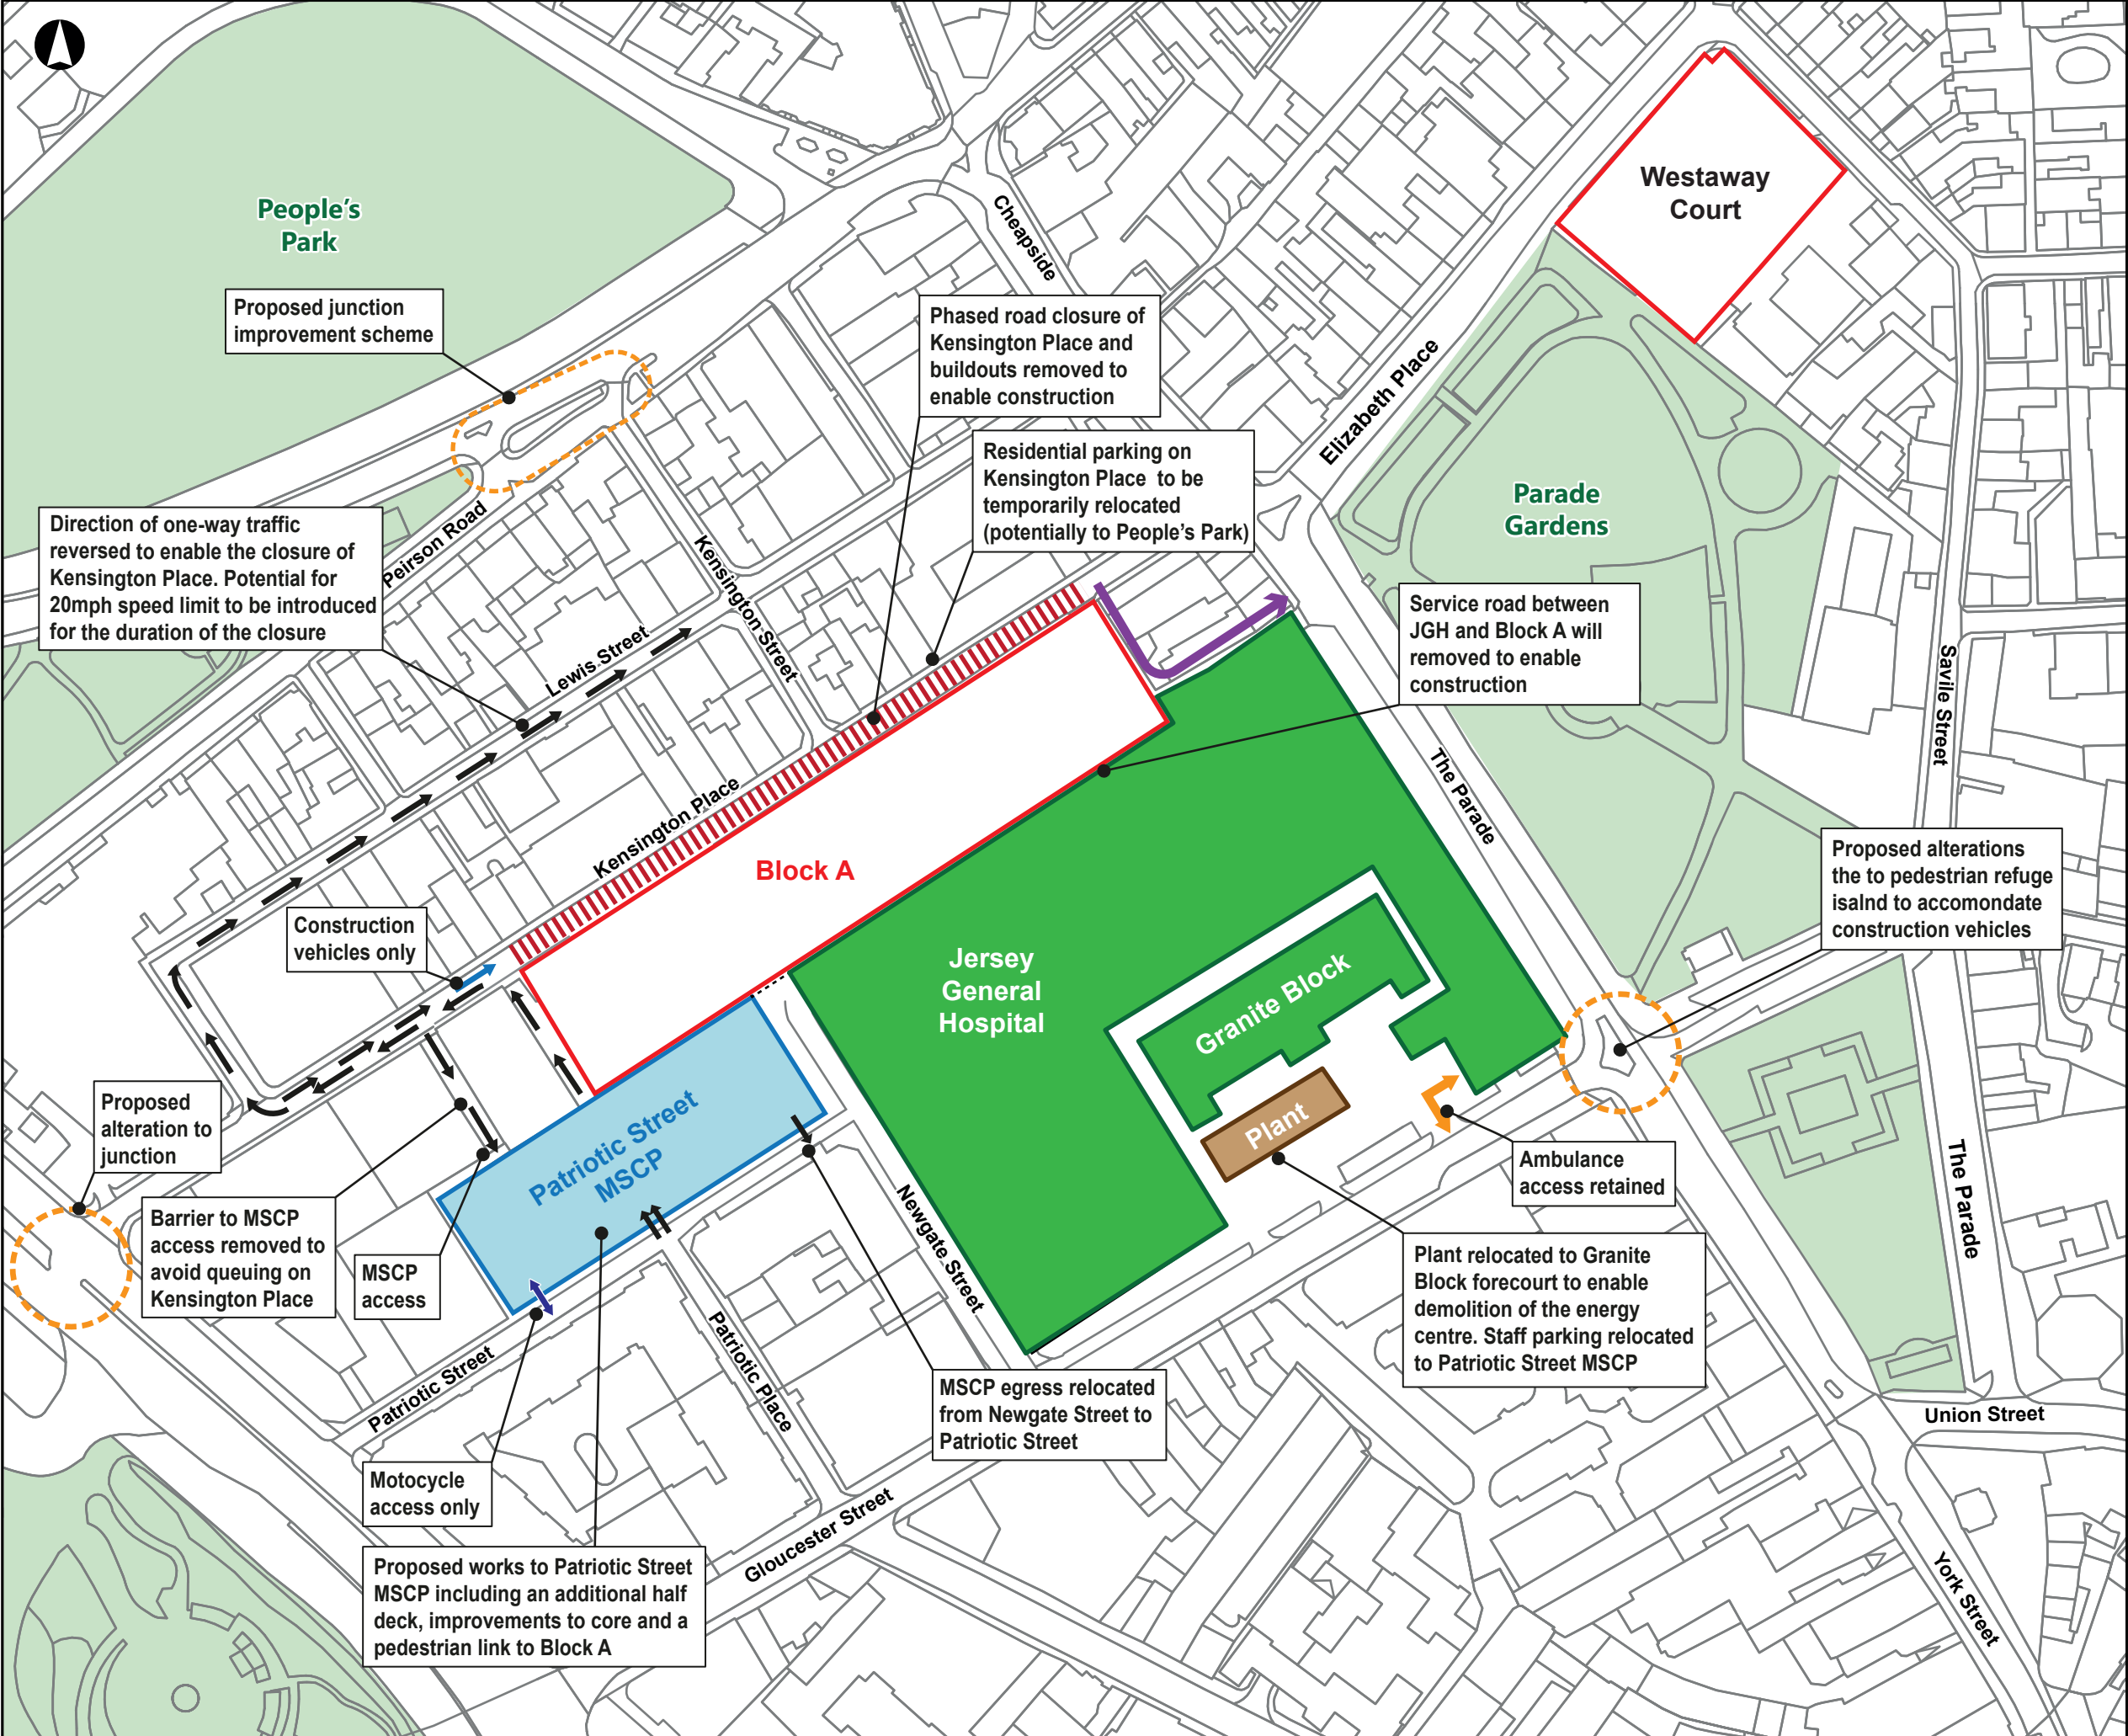 People's
Park
Westaway
Court
Cheapside
Proposed junction
improvement scheme
Phased road closure of
Kensington Place and
buildouts removed to
enable construction
Elizabeth Place
Residential parking on
Kensington Place to be
temporarily relocated
(potentially to People's Park)
Parade
Gardens
Direction of one-way traffic
reversed to enable the closure of
Kensington Place. Potential for
20mph speed limit to be introduced
for the duration of the closure
Peirson Road
Kensington Street
Lewis Street
Service road between
JGH and Block A will
removed to enable
construction
Savile Street
The Parade
Kensington Place
Block A
Proposed alterations
the to pedestrian refuge
isalnd to accomondate
construction vehicles
Construction
vehicles only
Jersey
General
Hospital
Granite Block
Proposed
alteration to
junction
Patriotic Street
MSCP
Plant
Ambulance
access retained
The Parade
Barrier to MSCP
access removed to
avoid queuing on
Kensington Place
MSCP
access
Newgate Street
Plant relocated to Granite
Block forecourt to enable
demolition of the energy
centre. Staff parking relocated
to Patriotic Street MSCP
Patriotic Street
Patriotic Place
MSCP egress relocated
from Newgate Street to
Patriotic Street
Union Street
Motocycle
access only
Gloucester Street
Proposed works to Patriotic Street
MSCP including an additional half
deck, improvements to core and a
pedestrian link to Block A
York Street